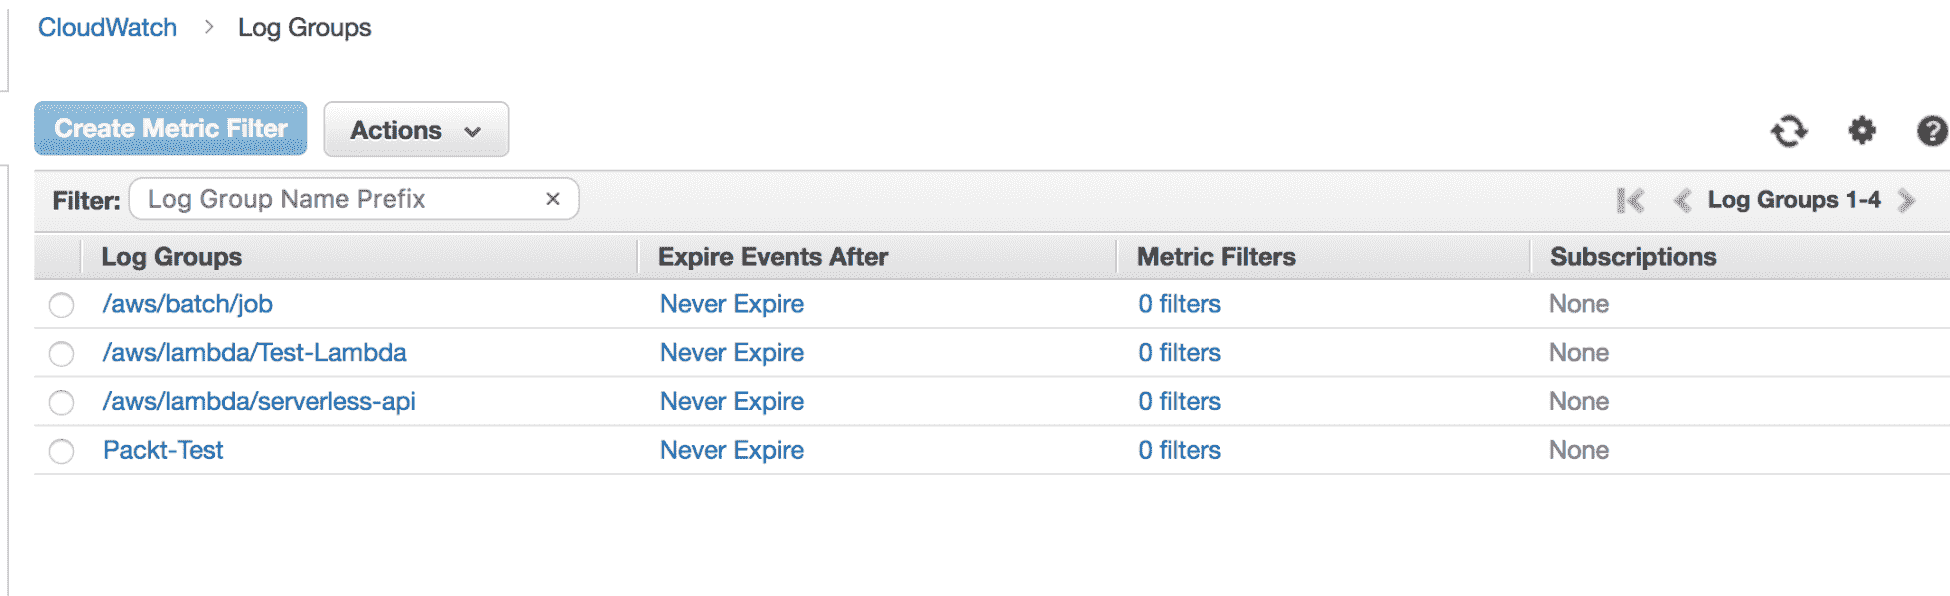 CloudWatch > Log Groups
Create Metric Filter Actions
Filter: Log Group Name Prefix × Log Groups 1-4
Log Groups Expire Events After Metric Filters Subscriptions
/aws/batch/job Never Expire 0 filters None
/aws/lambda/Test-Lambda Never Expire 0 filters None
/aws/lambda/serverless-api Never Expire 0 filters None
Packt-Test Never Expire 0 filters None